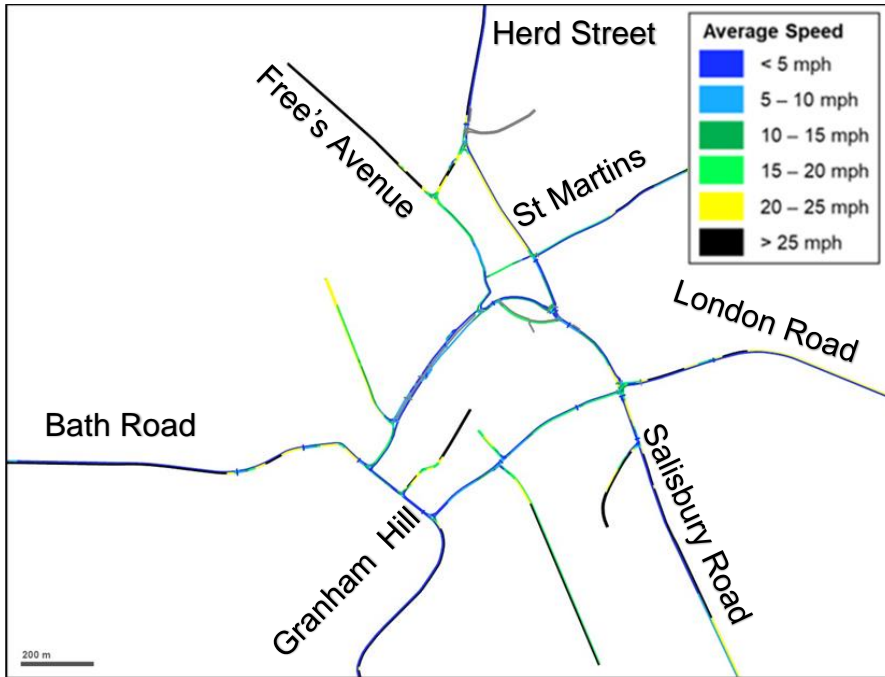 Herd Street
Free's Avenue
St Martins
London Road
Bath Road
Granham Hill
Salisbury Road
200 m
Average Speed
< 5 mph
5 – 10 mph
10 – 15 mph
15 – 20 mph
20 – 25 mph
> 25 mph